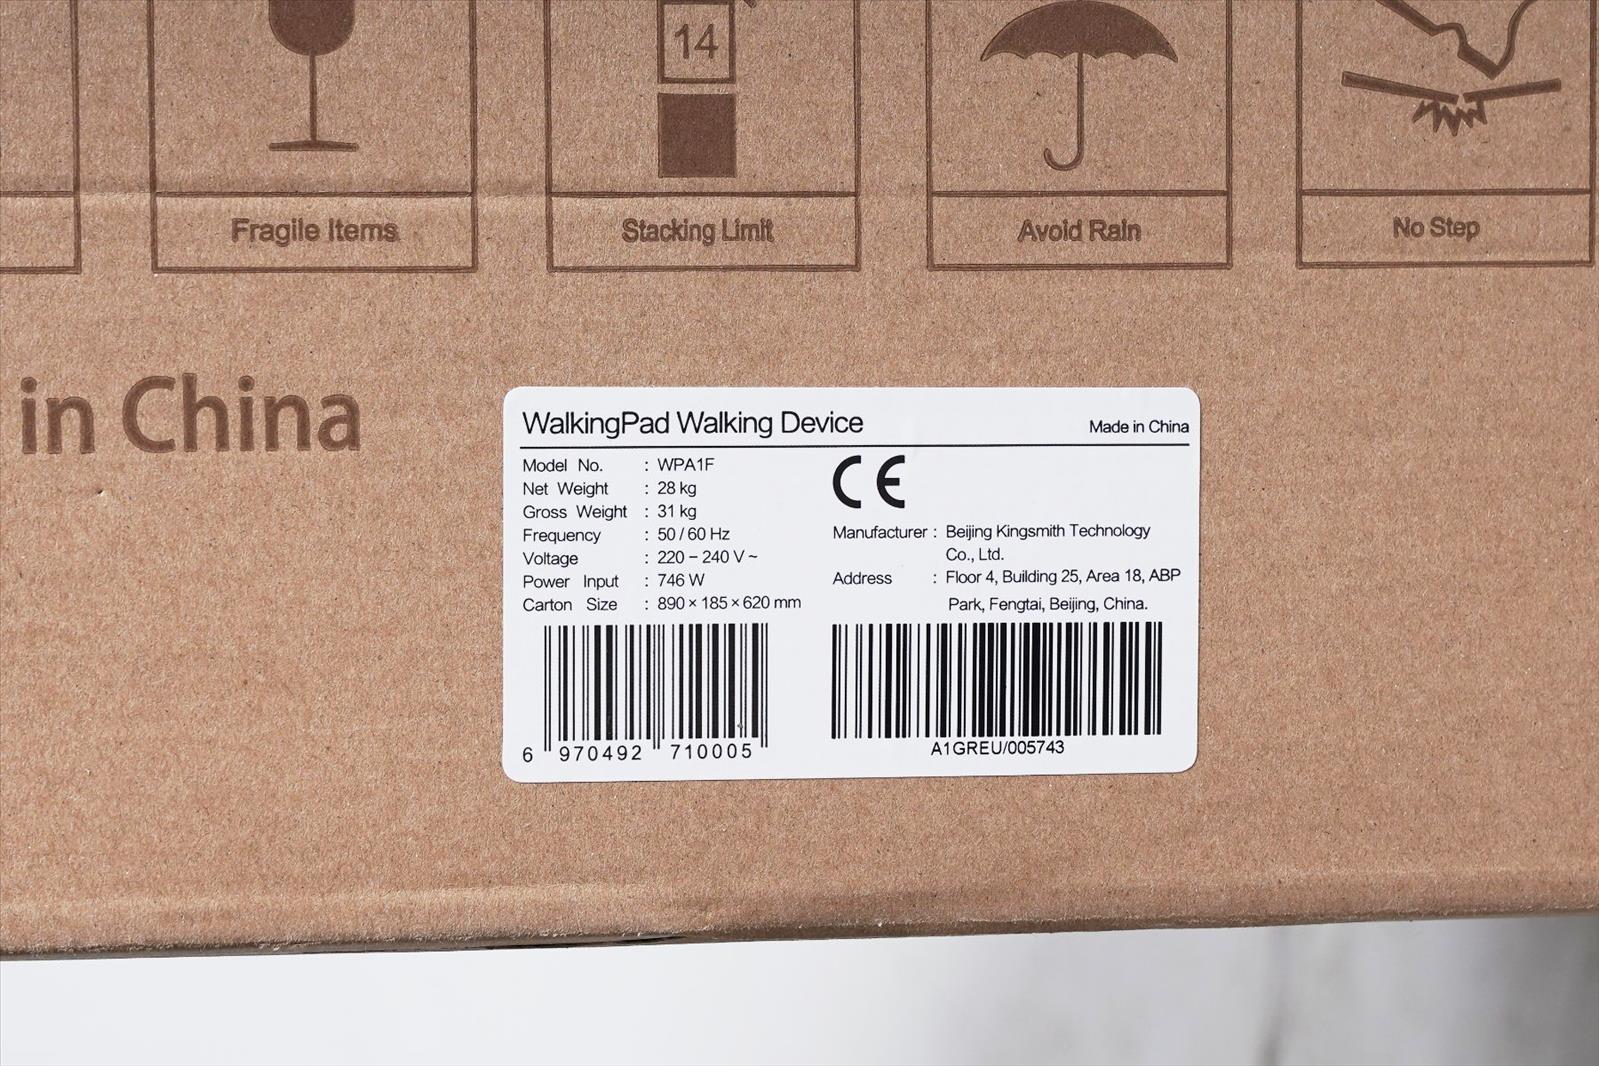 14
Fragile Items
Stacking Limit
Avoid Rain
No Step
in China
WalkingPad Walking Device
Made in China
Model No. : WPA1F
Net Weight : 28 kg
Gross Weight : 31 kg
Frequency : 50 / 60 Hz
Voltage : 220 – 240 V ~
Power Input : 746 W
Carton Size : 890 × 185 × 620 mm
CE
Manufacturer : Beijing Kingsmith Technology
Co., Ltd.
Address : Floor 4, Building 25, Area 18, ABP
Park, Fengtai, Beijing, China.
6 970492 710005
A1GREU/005743